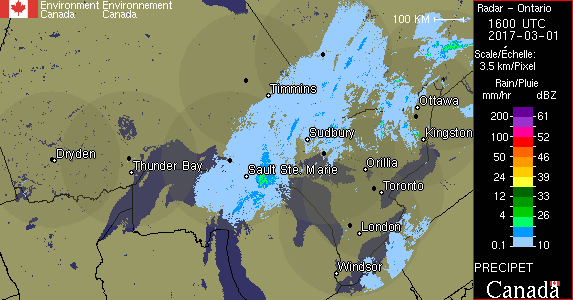 Environment Environnement
Canada Canada
100 KM
Timmins
Ottawa
Sudbury
Kingston
Dryden
Thunder Bay
Sault Ste. Marie
Orillia
Toronto
London
Windsor
Radar - Ontario
1600 UTC
2017-03-01
Scale/Échelle:
3.5 km/Pixel
Rain/Pluie
mm/hr dBZ
200 61
100 52
50 46
24 39
12 33
4 26
0.1 10
PRECIPET
Canada